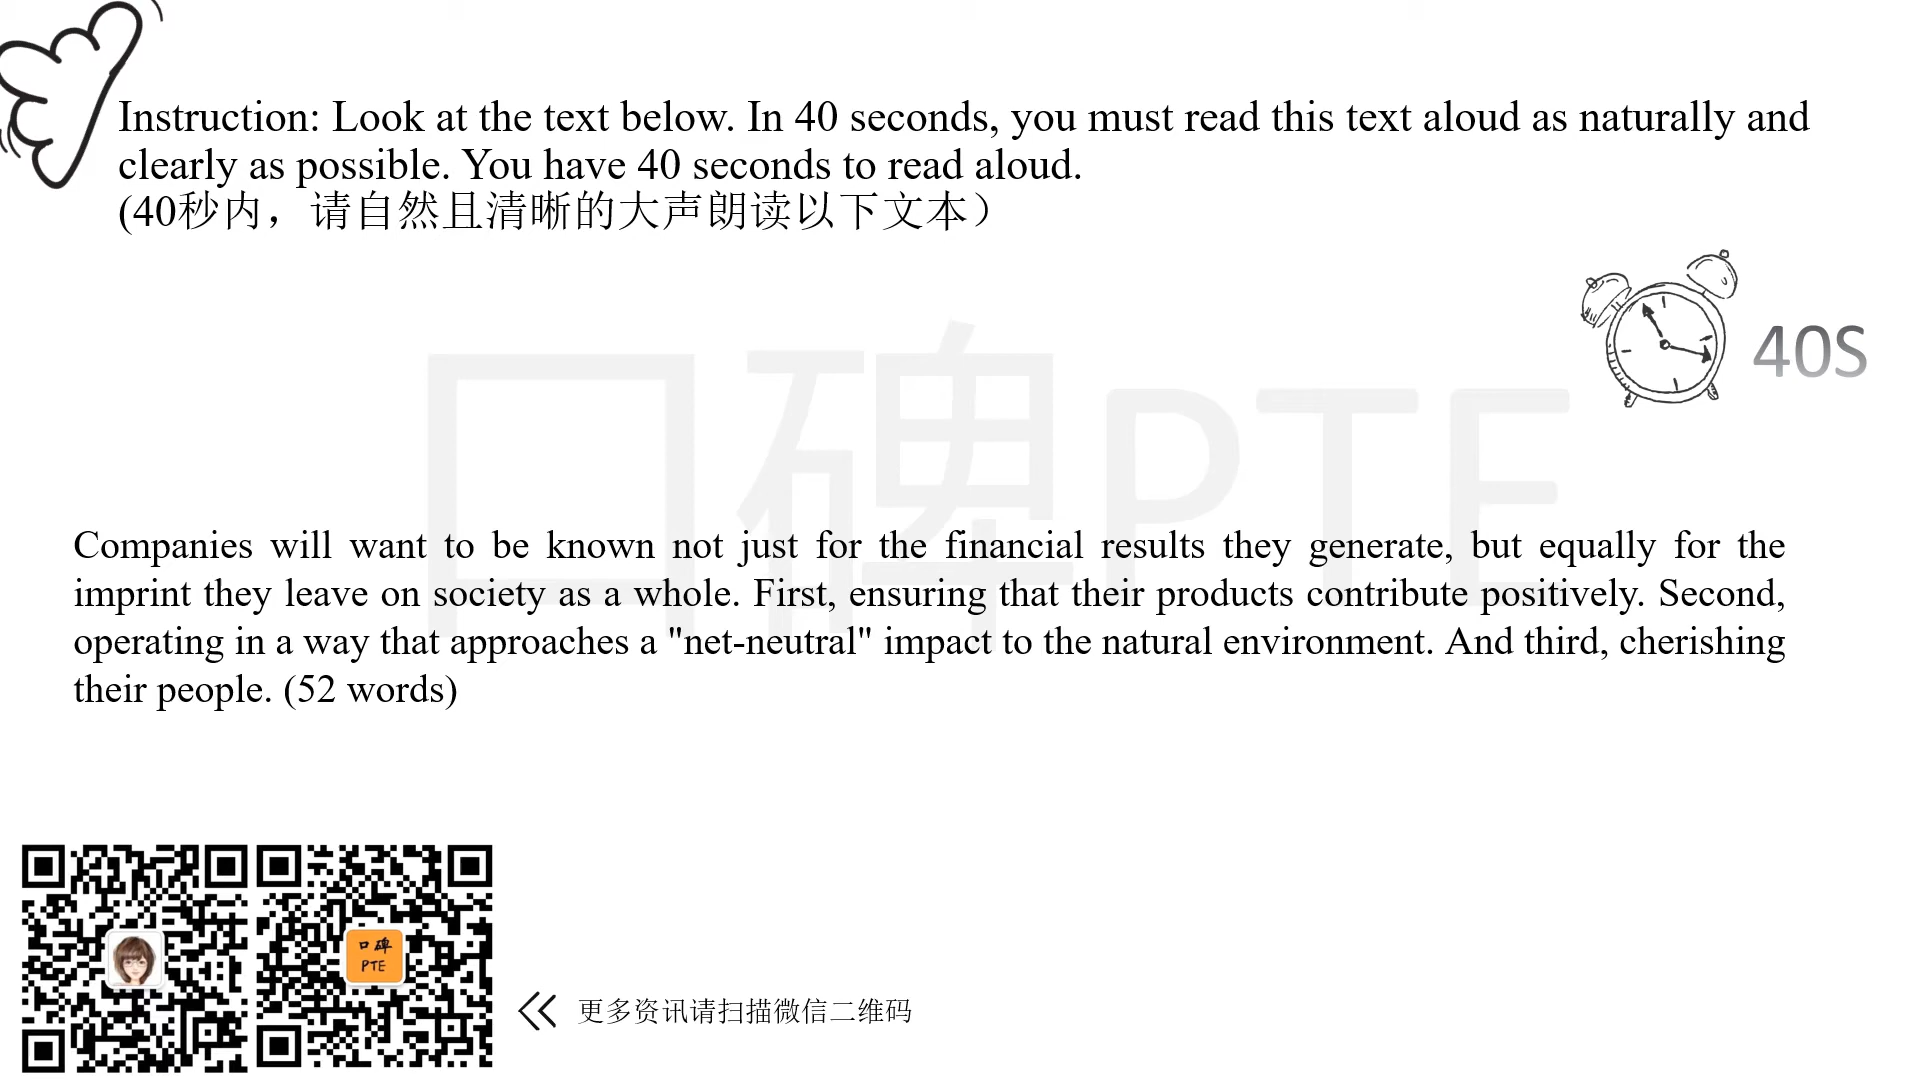 Instruction: Look at the text below. In 40 seconds, you must read this text aloud as naturally and
clearly as possible. You have 40 seconds to read aloud.
(40秒内，请自然且清晰的大声朗读以下文本）
40S
口碑PTE
Companies will want to be known not just for the financial results they generate, but equally for the
imprint they leave on society as a whole. First, ensuring that their products contribute positively. Second,
operating in a way that approaches a "net-neutral" impact to the natural environment. And third, cherishing
their people. (52 words)
口碑
PTE
更多资讯请扫描微信二维码